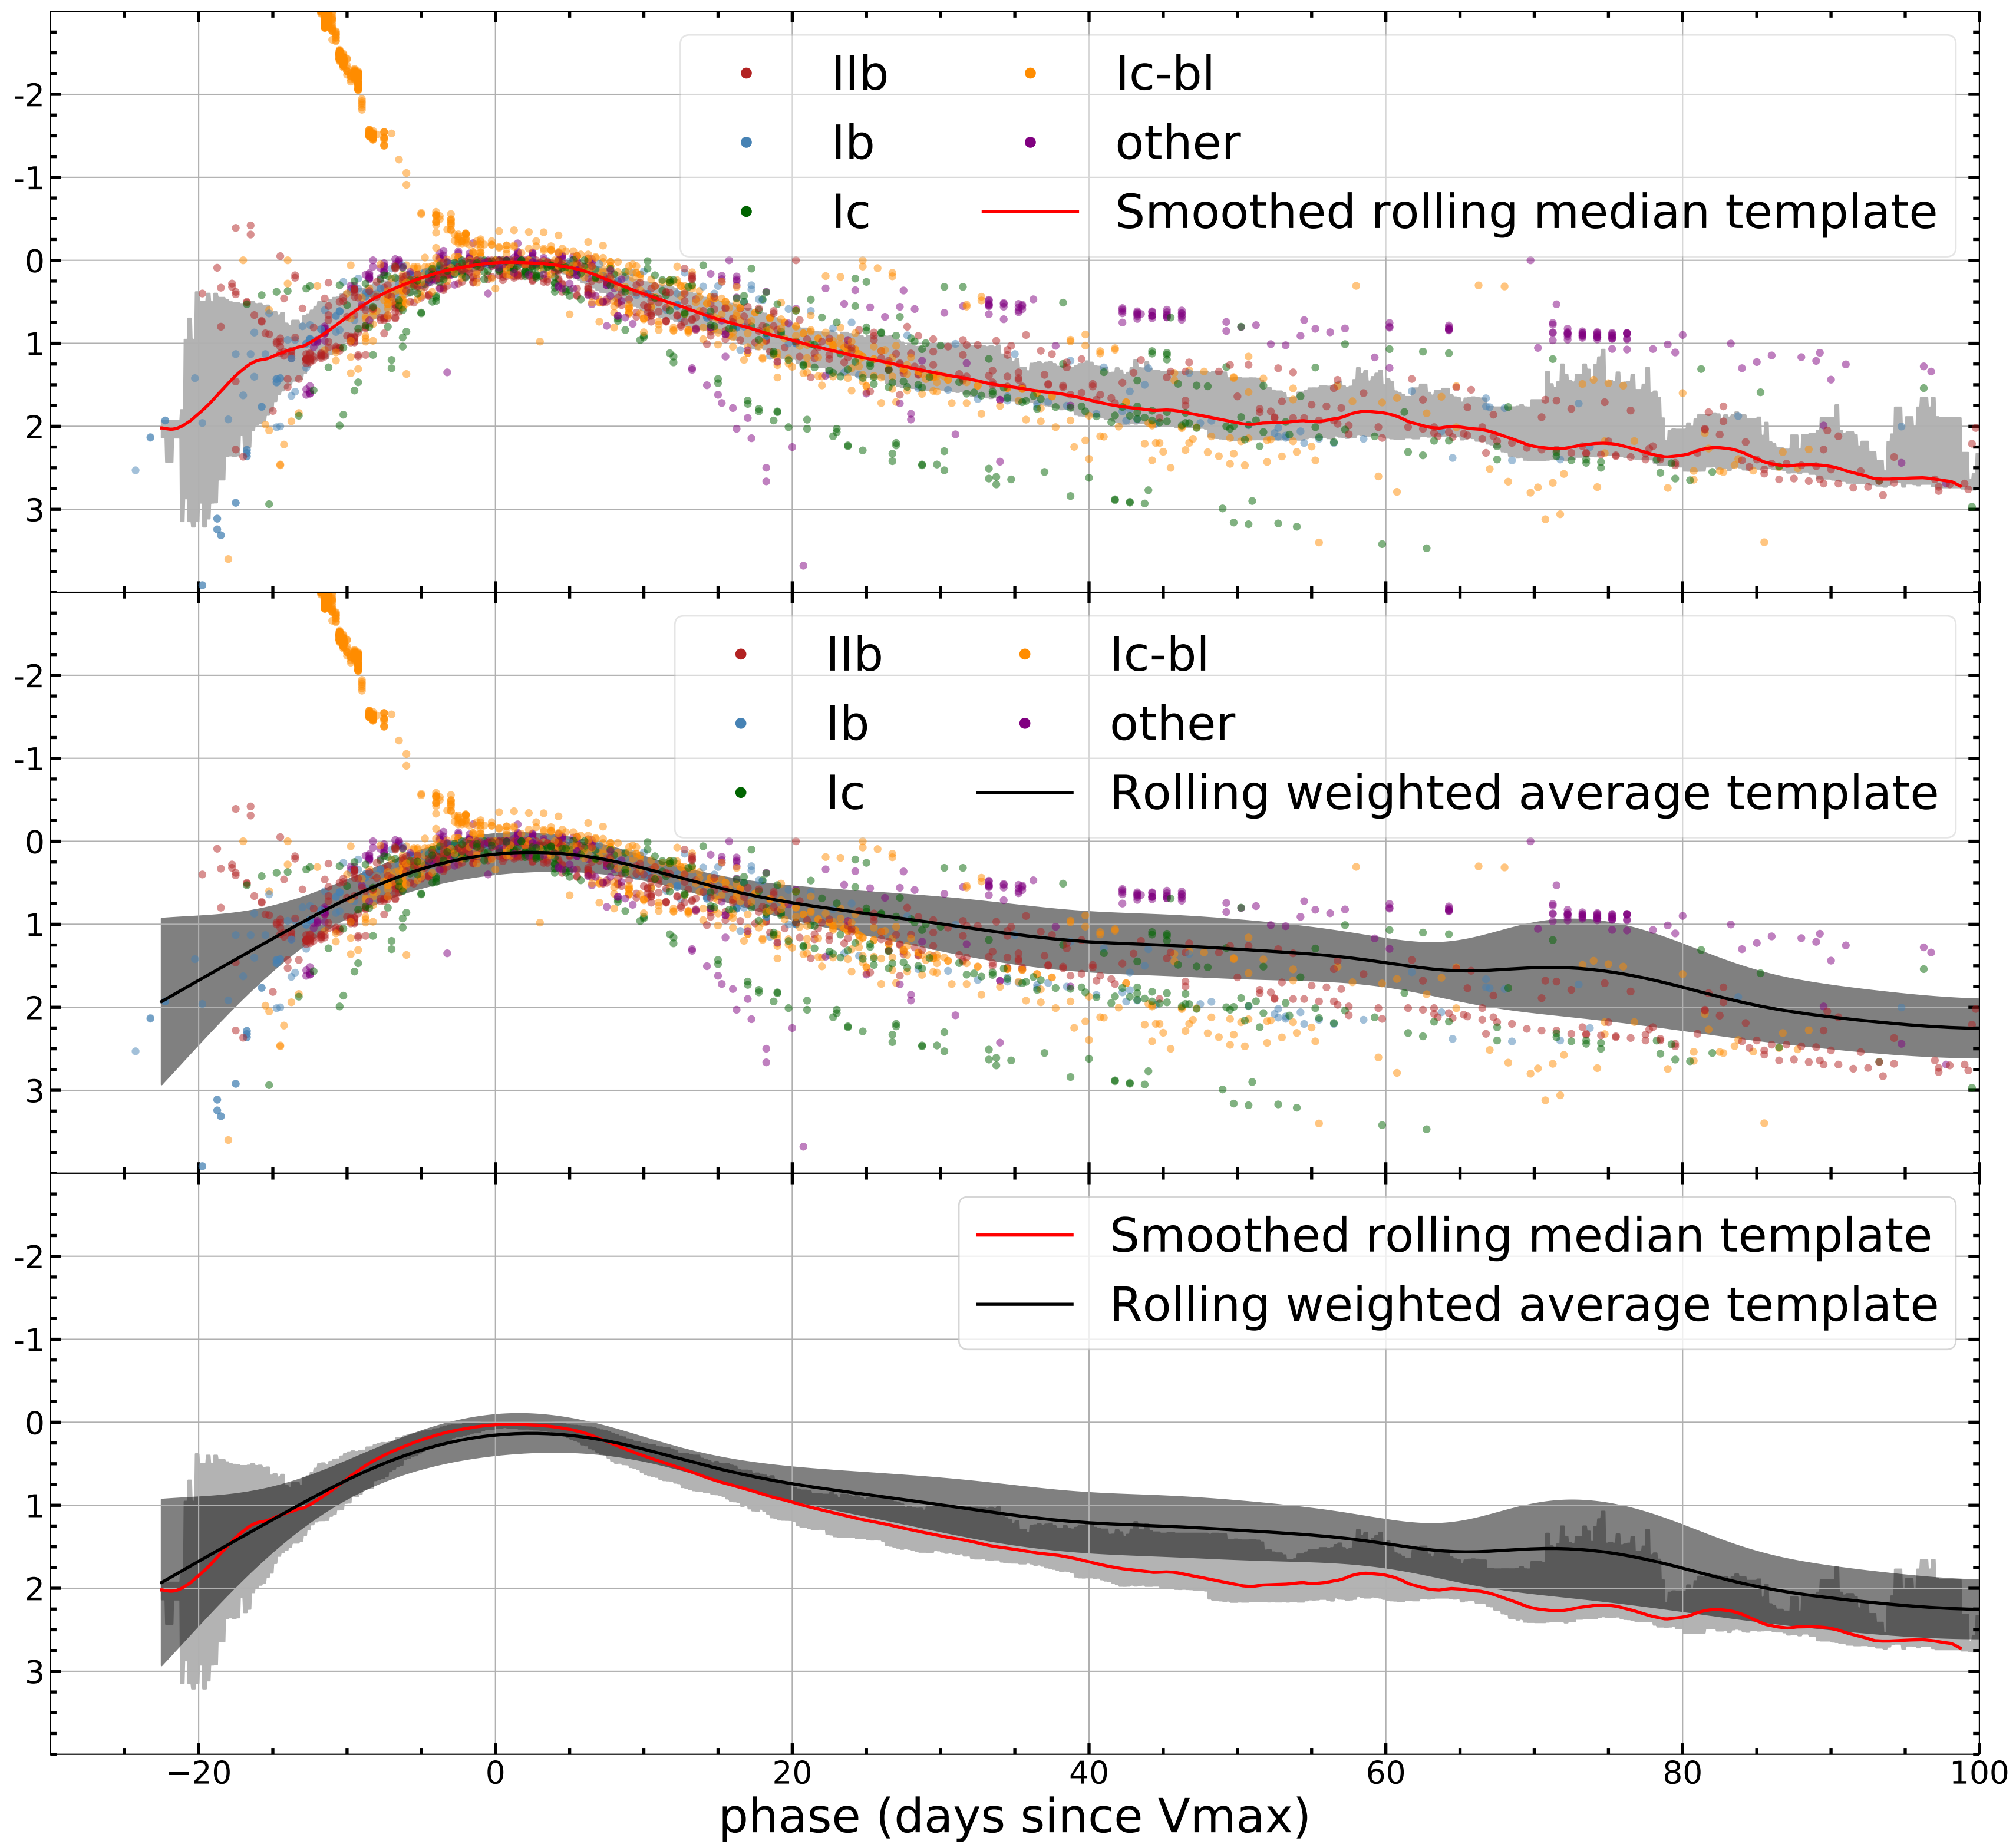 -2
-1
0
1
2
3
IIb
Ib
Ic
Ic-bl
other
Smoothed rolling median template
-2
-1
0
1
2
3
IIb
Ib
Ic
Ic-bl
other
Rolling weighted average template
-2
-1
0
1
2
3
Smoothed rolling median template
Rolling weighted average template
−20 0 20 40 60 80 100
phase (days since Vmax)